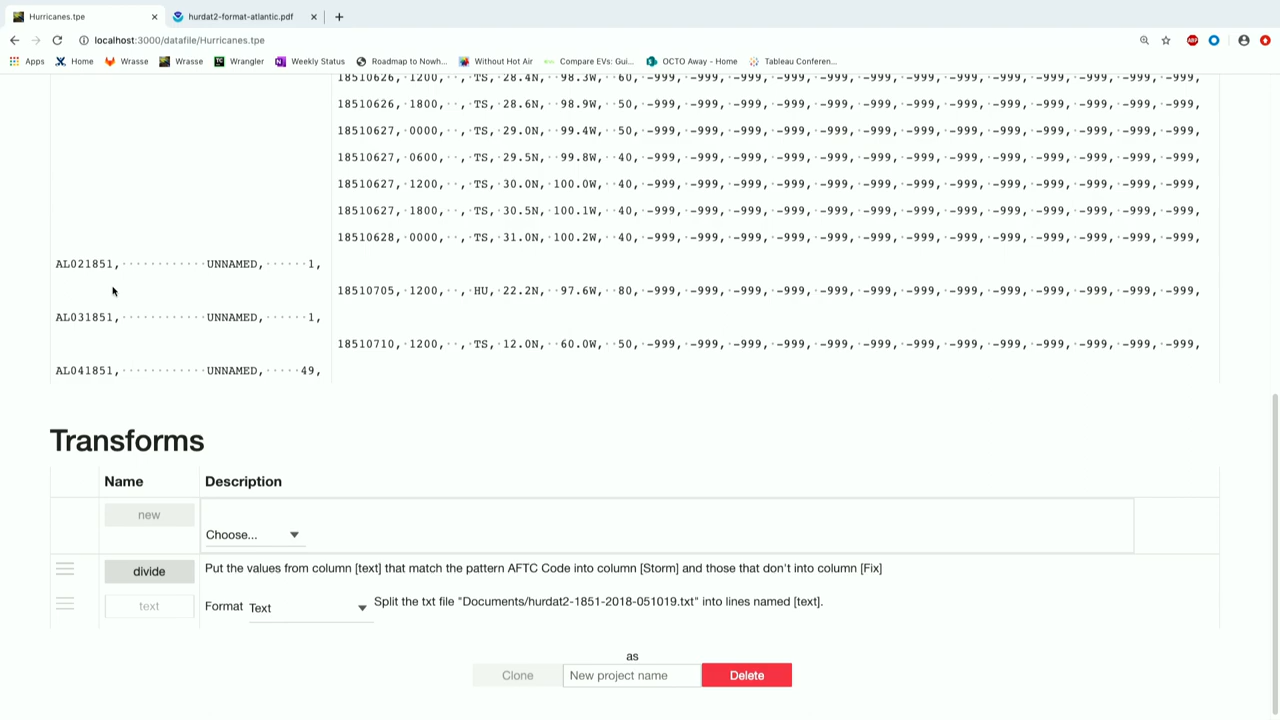 Hurricanes.tpe
hurdat2-format-atlantic.pdf
localhost:3000/datafile/Hurricanes.tpe
Apps Home Wrasse Wrasse Wrangler Weekly Status Roadmap to Nowh... Without Hot Air Compare EVs: Gui... OCTO Away - Home Tableau Conferen...
18510626,·1200,··,·TS,·28.4N,··98.3W,··60,·-999,·-999,·-999,·-999,·-999,·-999,·-999,·-999,·-999,·-999,·-999,·-999,
18510626,·1800,··,·TS,·28.6N,··98.9W,··50,·-999,·-999,·-999,·-999,·-999,·-999,·-999,·-999,·-999,·-999,·-999,·-999,
18510627,·0000,··,·TS,·29.0N,··99.4W,··50,·-999,·-999,·-999,·-999,·-999,·-999,·-999,·-999,·-999,·-999,·-999,·-999,
18510627,·0600,··,·TS,·29.5N,··99.8W,··40,·-999,·-999,·-999,·-999,·-999,·-999,·-999,·-999,·-999,·-999,·-999,·-999,
18510627,·1200,··,·TS,·30.0N,·100.0W,··40,·-999,·-999,·-999,·-999,·-999,·-999,·-999,·-999,·-999,·-999,·-999,·-999,
18510627,·1800,··,·TS,·30.5N,·100.1W,··40,·-999,·-999,·-999,·-999,·-999,·-999,·-999,·-999,·-999,·-999,·-999,·-999,
18510628,·0000,··,·TS,·31.0N,·100.2W,··40,·-999,·-999,·-999,·-999,·-999,·-999,·-999,·-999,·-999,·-999,·-999,·-999,
AL021851,············UNNAMED,······1,
18510705,·1200,··,·HU,·22.2N,··97.6W,··80,·-999,·-999,·-999,·-999,·-999,·-999,·-999,·-999,·-999,·-999,·-999,·-999,
AL031851,············UNNAMED,······1,
18510710,·1200,··,·TS,·12.0N,··60.0W,··50,·-999,·-999,·-999,·-999,·-999,·-999,·-999,·-999,·-999,·-999,·-999,·-999,
AL041851,············UNNAMED,·····49,
Transforms
Name Description
new
Choose...
divide Put the values from column [text] that match the pattern AFTC Code into column [Storm] and those that don't into column [Fix]
text Format Text Split the txt file "Documents/hurdat2-1851-2018-051019.txt" into lines named [text].
as
Clone New project name Delete